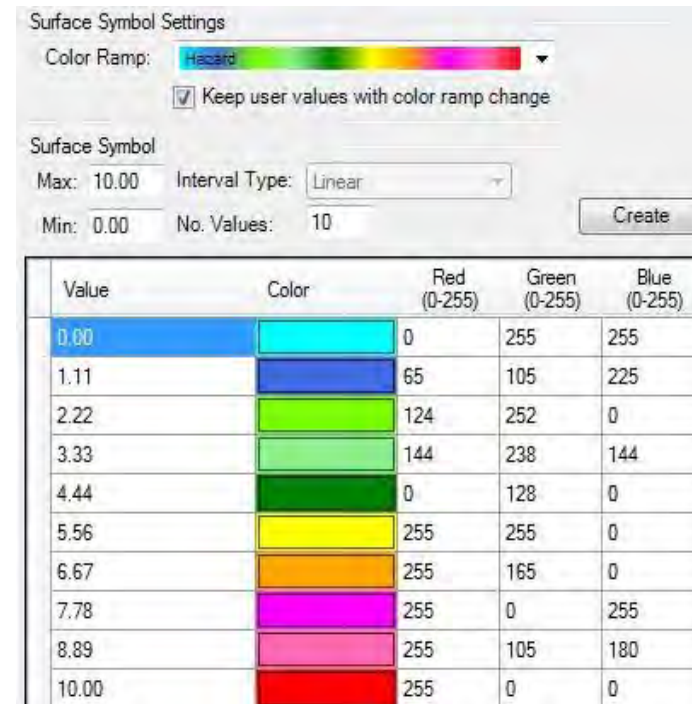 Surface Symbol Settings
Color Ramp: Hazard
Keep user values with color ramp change
Surface Symbol
Max: 10.00 Interval Type: Linear
Min: 0.00 No. Values: 10 Create
Value Color Red (0-255) Green (0-255) Blue (0-255)
0.00 0 255 255
1.11 65 105 225
2.22 124 252 0
3.33 144 238 144
4.44 0 128 0
5.56 255 255 0
6.67 255 165 0
7.78 255 0 255
8.89 255 105 180
10.00 255 0 0